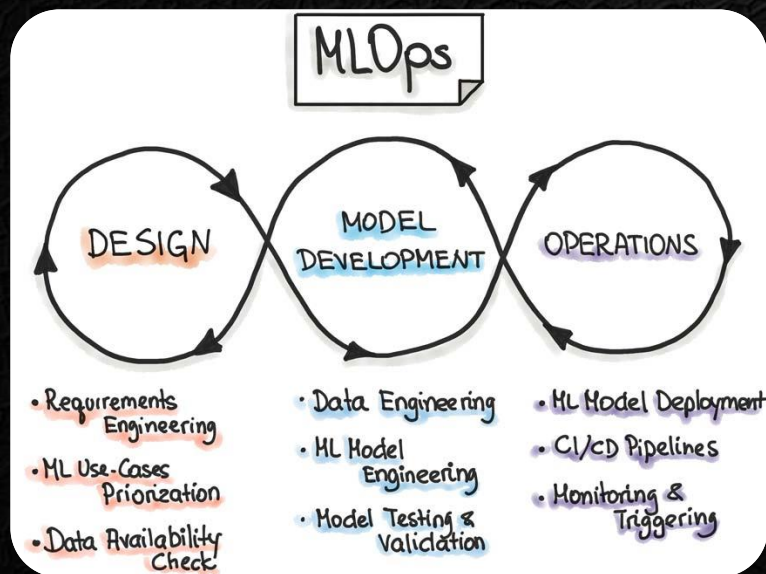 MLOps
DESIGN
MODEL
DEVELOPMENT
OPERATIONS
• Requirements
Engineering
• ML Use-Cases
Priorization
• Data Availability
Check
• Data Engineering
• ML Model
Engineering
• Model Testing &
Validation
• ML Model Deployment
• CI/CD Pipelines
• Monitoring &
Triggering